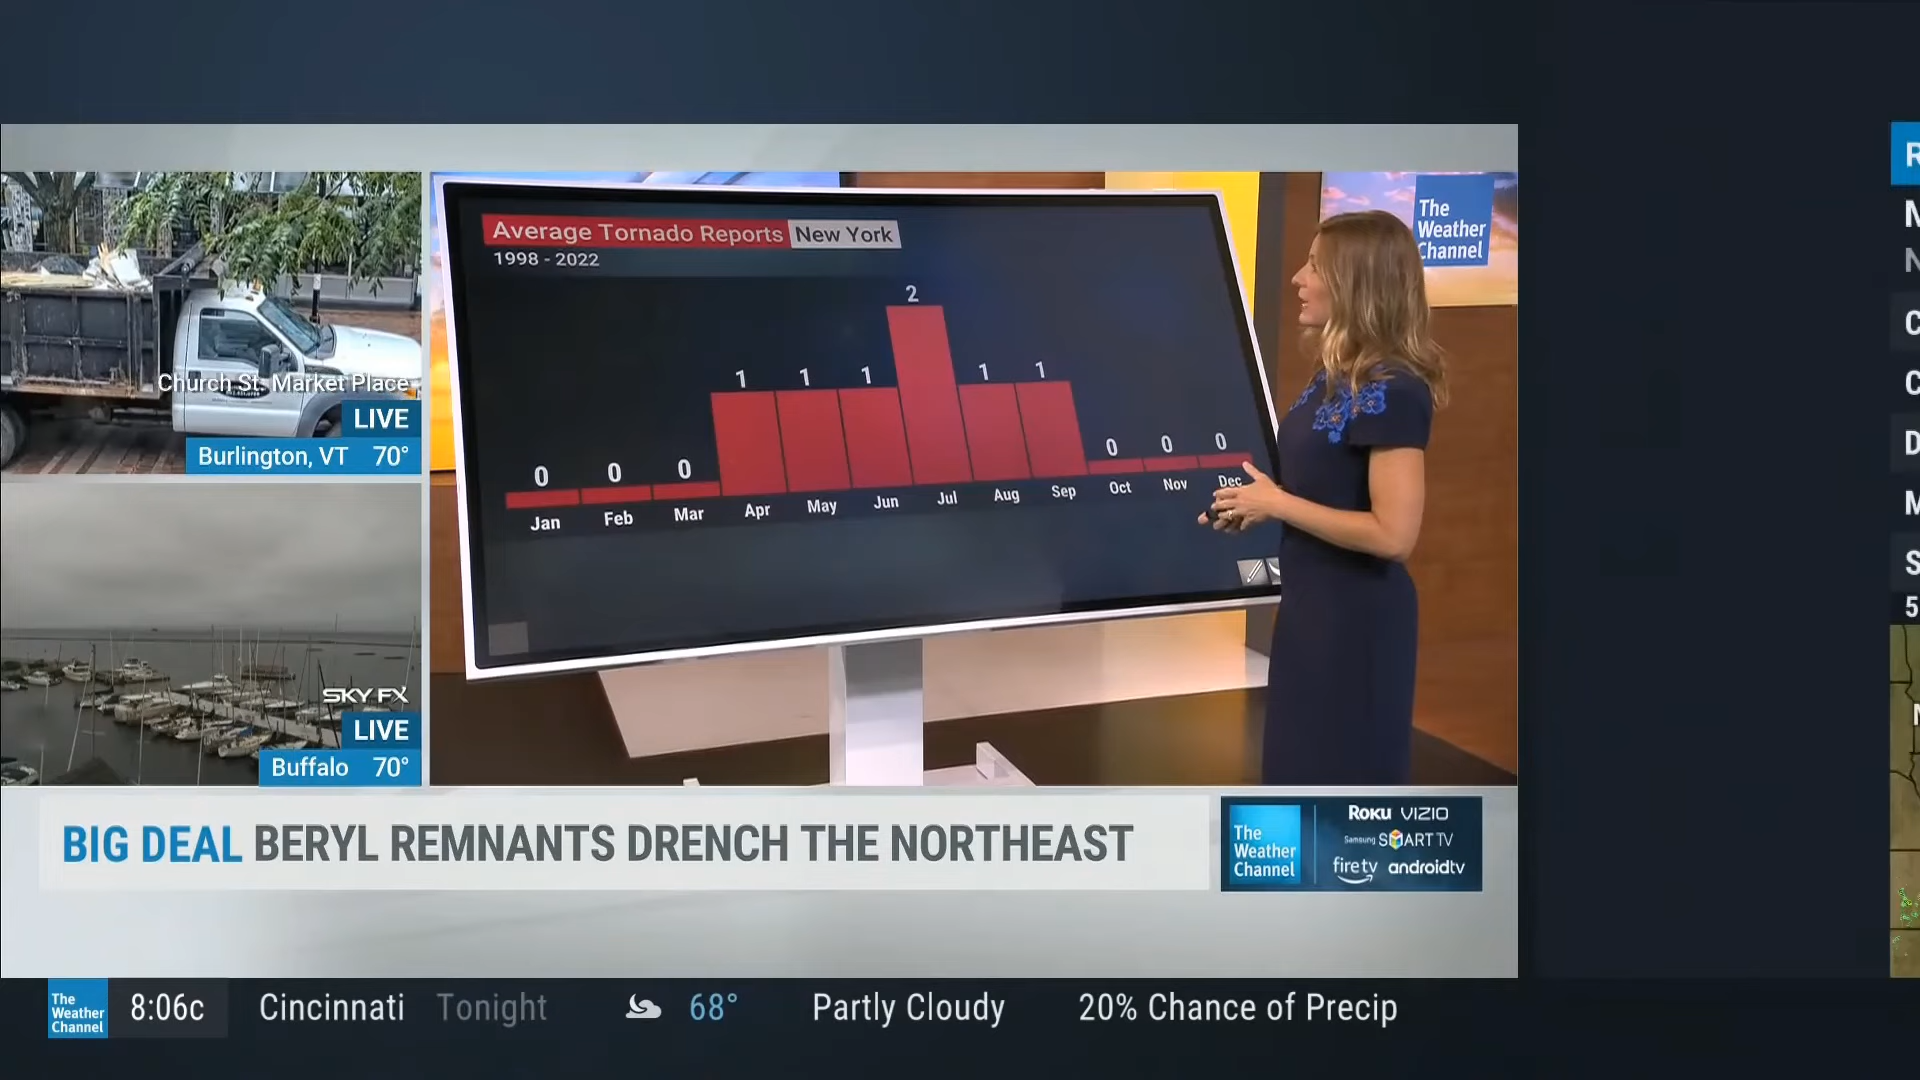 Average Tornado Reports New York
1998 - 2022
2
1 1 1 1 1
0 0 0 0 0 0
Jan Feb Mar Apr May Jun Jul Aug Sep Oct Nov Dec
The
Weather
Channel
Church St. Market Place
LIVE
Burlington, VT 70°
SKY FX
LIVE
Buffalo 70°
BIG DEAL BERYL REMNANTS DRENCH THE NORTHEAST
The
Weather
Channel
Roku VIZIO
Samsung SMART TV
firetv androidtv
The
Weather
Channel
8:06c Cincinnati Tonight 68° Partly Cloudy 20% Chance of Precip
R
M
N
C
C
D
M
S
5